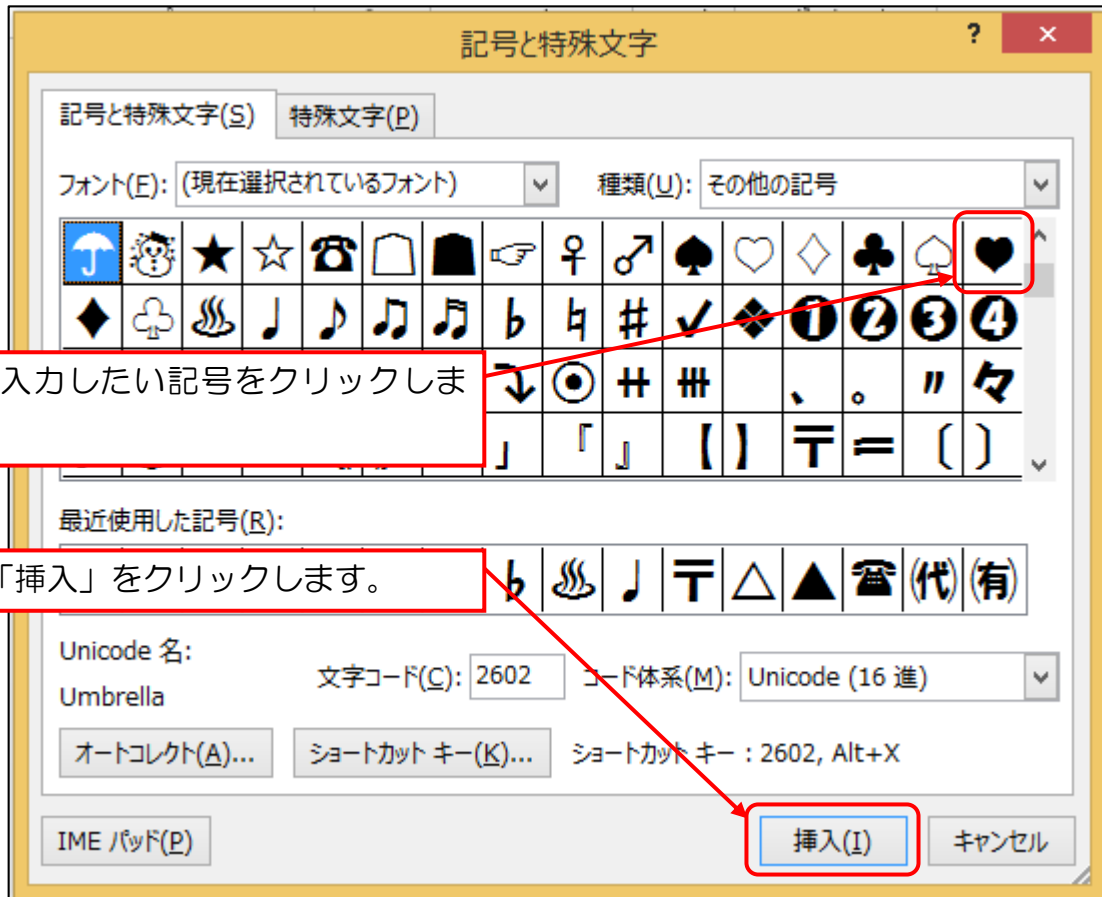 記号と特殊文字
?
×
記号と特殊文字(S) 特殊文字(P)
フォント(F): (現在選択されているフォント) 種類(U): その他の記号
☂ ☃ ★ ☆ ☎ ☖ ☗ ☞ ♀ ♂ ♠ ♡ ♢ ♣ ♤ ♥
♦ ♧ ♨ ♩ ♪ ♫ ♬ ♭ ♮ ♯ ✓ ❖ ❶ ❷ ❸ ❹
入力したい記号をクリックしま
⤵ ⦿ ⧺ ⧻ 、 。 〃 々
」 『 』 【 】 〒 〓 〔 〕
最近使用した記号(R):
「挿入」をクリックします。
♭ ♨ ♩ 〒 △ ▲ ☎ ㈹ ㈲
Unicode 名:
Umbrella
文字コード(C): 2602 コード体系(M): Unicode (16 進)
オートコレクト(A)... ショートカット キー(K)... ショートカット キー : 2602, Alt+X
IME パッド(P) 挿入(I) キャンセル